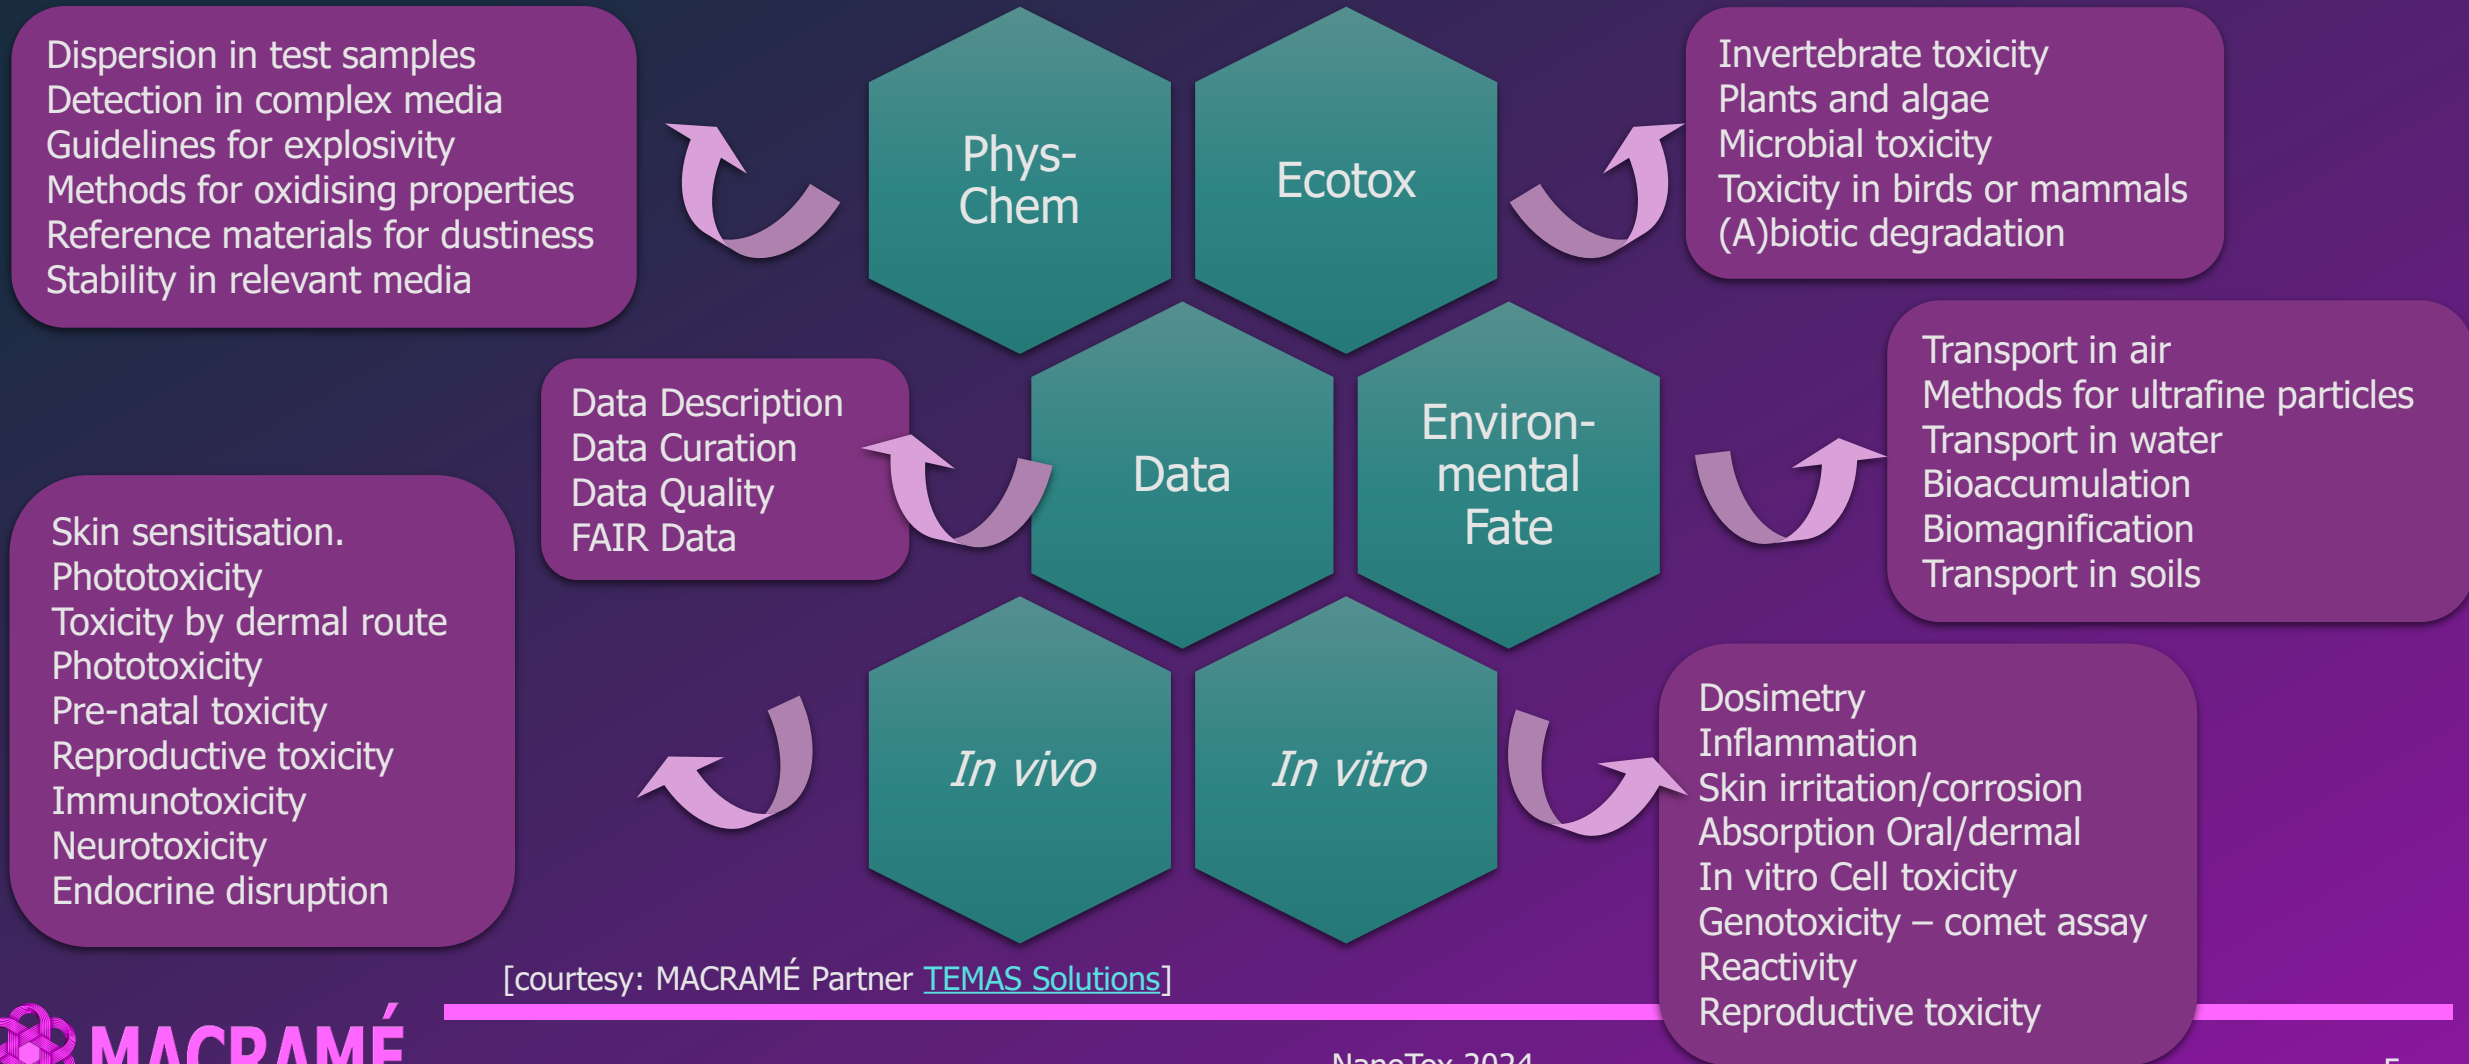 Dispersion in test samples
Detection in complex media
Guidelines for explosivity
Methods for oxidising properties
Reference materials for dustiness
Stability in relevant media
Phys-
Chem
Ecotox
Invertebrate toxicity
Plants and algae
Microbial toxicity
Toxicity in birds or mammals
(A)biotic degradation
Data Description
Data Curation
Data Quality
FAIR Data
Data
Environ-
mental
Fate
Transport in air
Methods for ultrafine particles
Transport in water
Bioaccumulation
Biomagnification
Transport in soils
Skin sensitisation.
Phototoxicity
Toxicity by dermal route
Phototoxicity
Pre-natal toxicity
Reproductive toxicity
Immunotoxicity
Neurotoxicity
Endocrine disruption
In vivo
In vitro
Dosimetry
Inflammation
Skin irritation/corrosion
Absorption Oral/dermal
In vitro Cell toxicity
Genotoxicity – comet assay
Reactivity
Reproductive toxicity
[courtesy: MACRAMÉ Partner TEMAS Solutions]
MACRAMÉ
NanoTox 2024
5